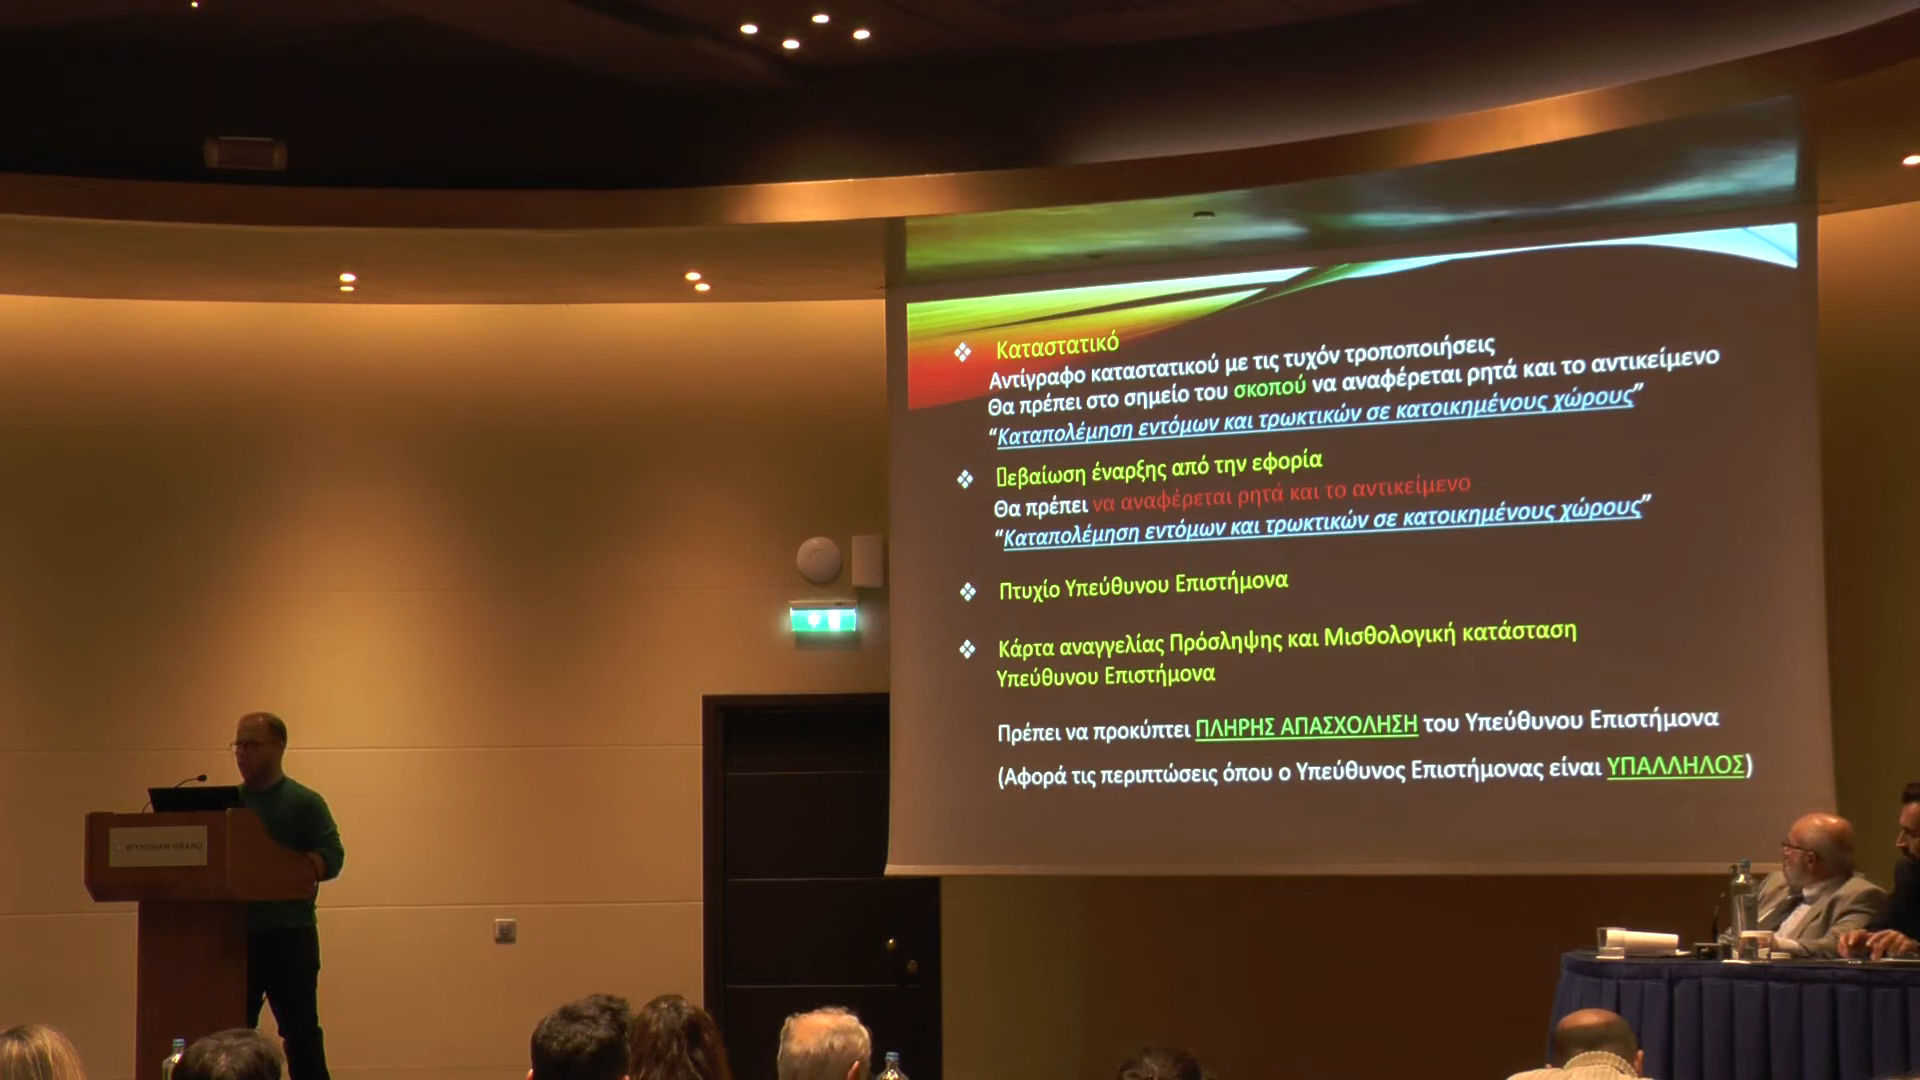 Καταστατικό
Αντίγραφο καταστατικού με τις τυχόν τροποποιήσεις
Θα πρέπει στο σημείο του σκοπού να αναφέρεται ρητά και το αντικείμενο
“Καταπολέμηση εντόμων και τρωκτικών σε κατοικημένους χώρους”
εβαίωση έναρξης από την εφορία
Θα πρέπει να αναφέρεται ρητά και το αντικείμενο
“Καταπολέμηση εντόμων και τρωκτικών σε κατοικημένους χώρους”
Πτυχίο Υπεύθυνου Επιστήμονα
Κάρτα αναγγελίας Πρόσληψης και Μισθολογική κατάσταση
Υπεύθυνου Επιστήμονα
Πρέπει να προκύπτει ΠΛΗΡΗΣ ΑΠΑΣΧΟΛΗΣΗ του Υπεύθυνου Επιστήμονα
(Αφορά τις περιπτώσεις όπου ο Υπεύθυνος Επιστήμονας είναι ΥΠΑΛΛΗΛΟΣ)
WYNDHAM GRAND